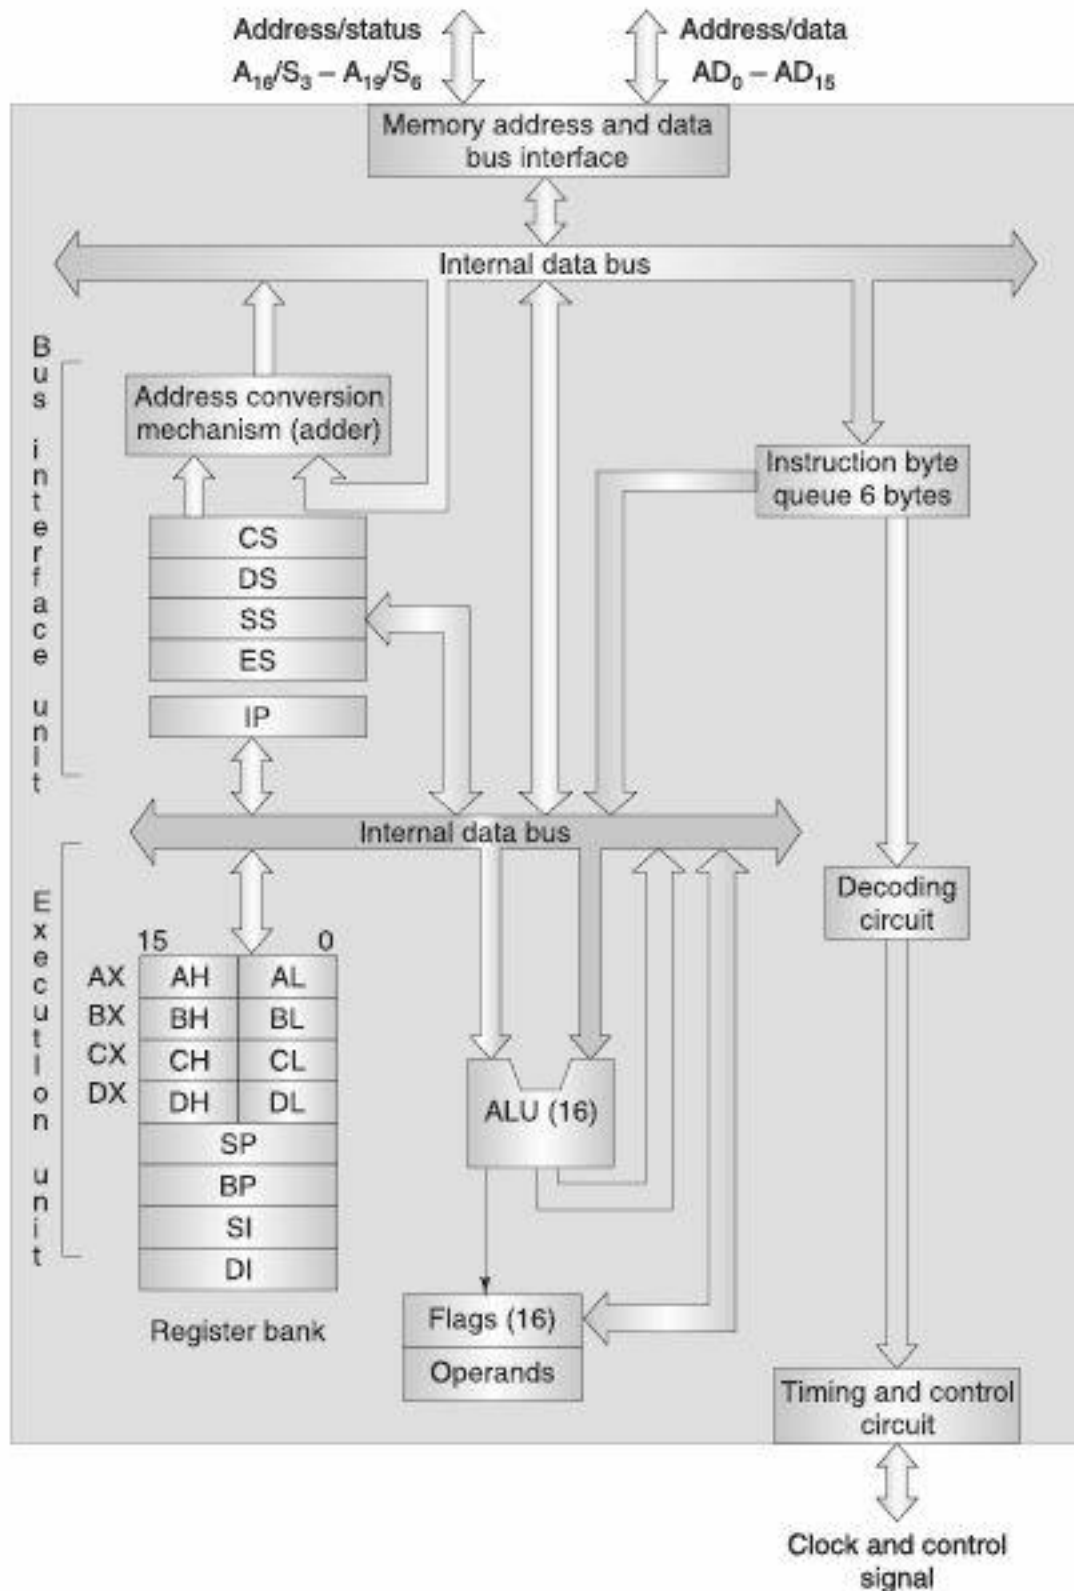 Address/status
A16/S3 – A19/S6
Address/data
AD0 – AD15
Memory address and data
bus interface
Internal data bus
Bus interface unit
Address conversion
mechanism (adder)
Instruction byte
queue 6 bytes
CS
DS
SS
ES
IP
Internal data bus
Execution unit
Decoding
circuit
15 0
AX AH AL
BX BH BL
CX CH CL
DX DH DL
SP
BP
SI
DI
Register bank
ALU (16)
Flags (16)
Operands
Timing and control
circuit
Clock and control
signal